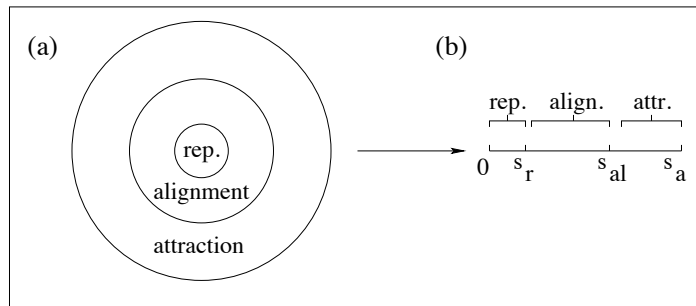 (a)
rep.
alignment
attraction
(b)
rep. align. attr.
0 s_r s_al s_a